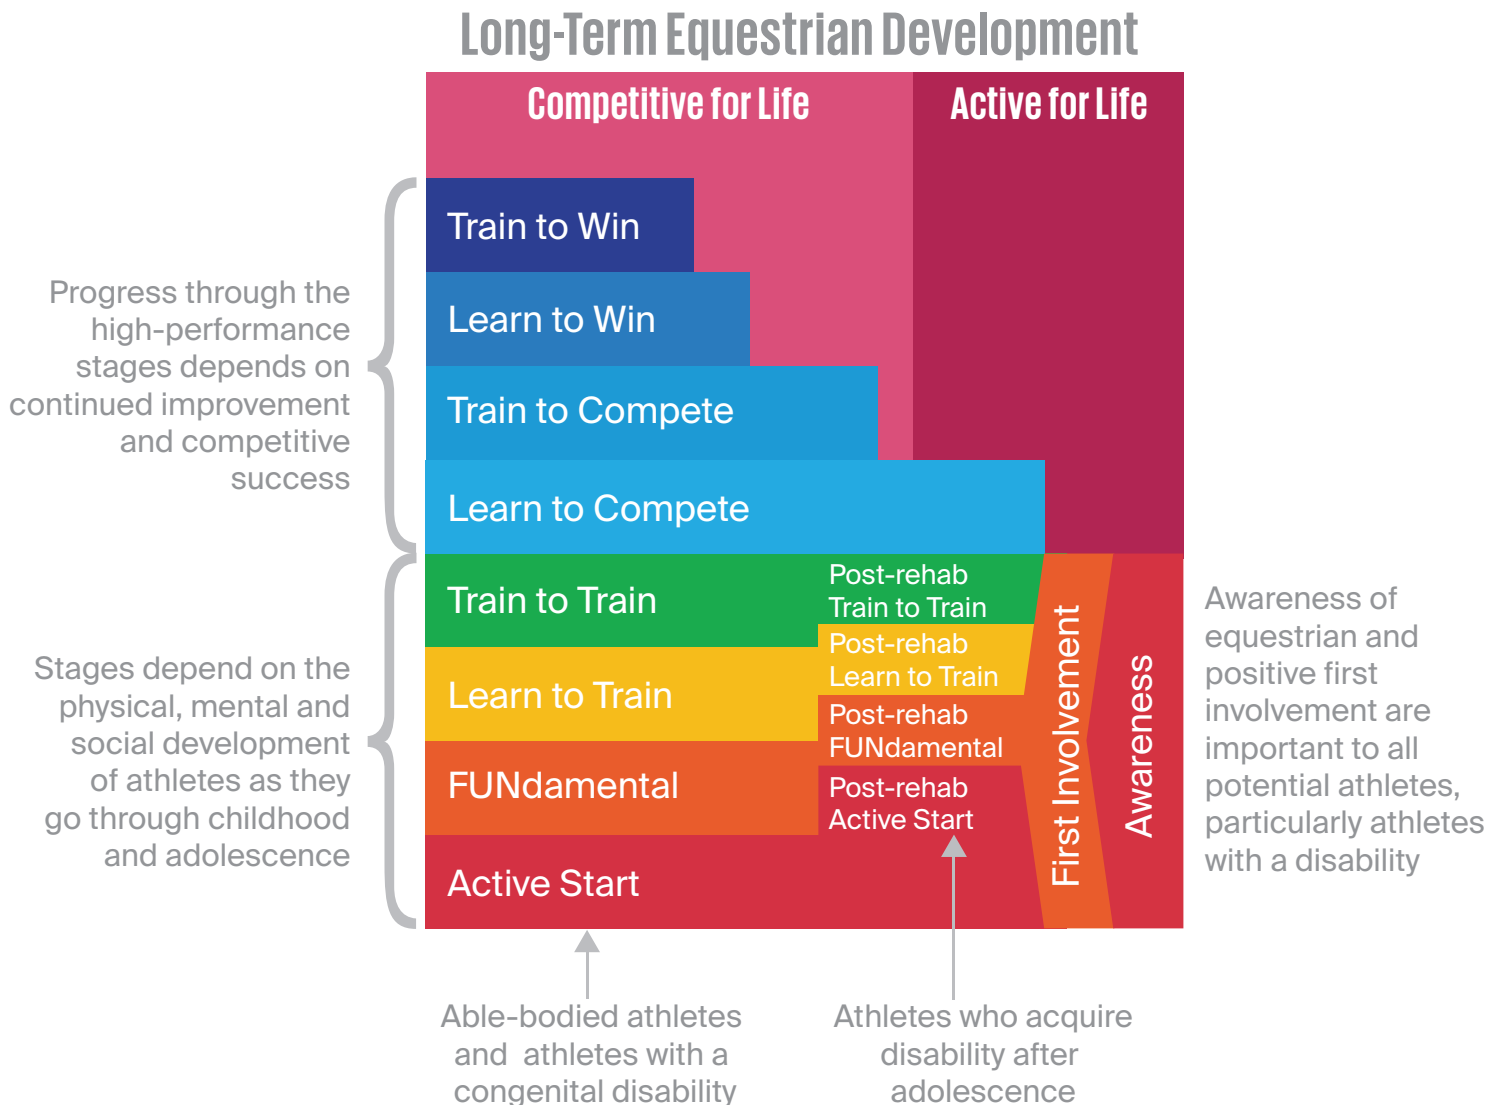 Long-Term Equestrian Development
Competitive for Life
Active for Life
Train to Win
Learn to Win
Train to Compete
Learn to Compete
Train to Train
Learn to Train
FUNdamental
Active Start
Post-rehab
Train to Train
Post-rehab
Learn to Train
Post-rehab
FUNdamental
Post-rehab
Active Start
First Involvement
Awareness
Progress through the
high-performance
stages depends on
continued improvement
and competitive
success
Stages depend on the
physical, mental and
social development
of athletes as they
go through childhood
and adolescence
Awareness of
equestrian and
positive first
involvement are
important to all
potential athletes,
particularly athletes
with a disability
Able-bodied athletes
and athletes with a
congenital disability
Athletes who acquire
disability after
adolescence